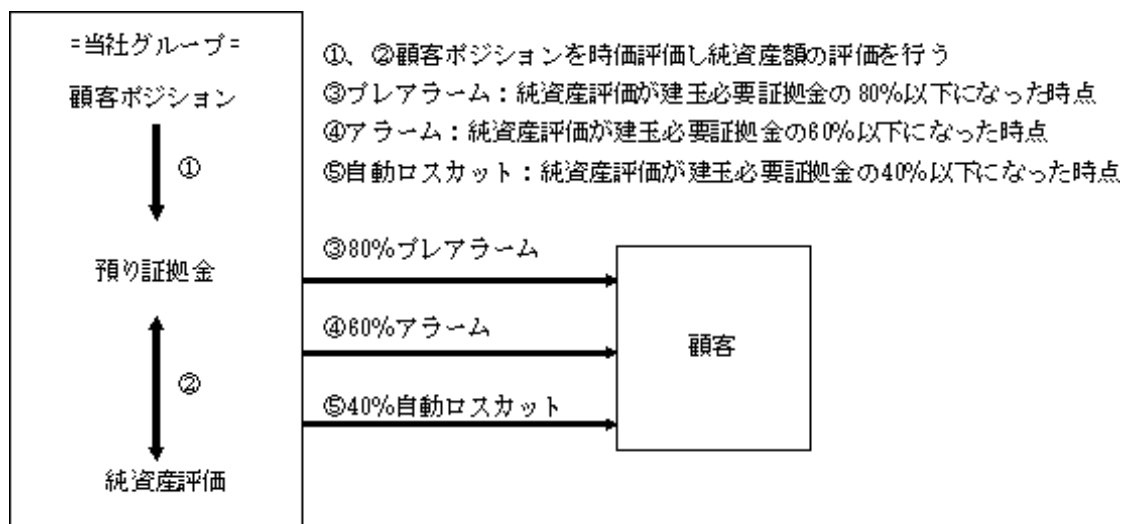 =当社グループ=
顧客ポジション
①
預り証拠金
②
純資産評価
①、②顧客ポジションを時価評価し純資産額の評価を行う
③プレアラーム：純資産評価が建玉必要証拠金の80%以下になった時点
④アラーム：純資産評価が建玉必要証拠金の60%以下になった時点
⑤自動ロスカット：純資産評価が建玉必要証拠金の40%以下になった時点
③80%プレアラーム
④60%アラーム
⑤40%自動ロスカット
顧客